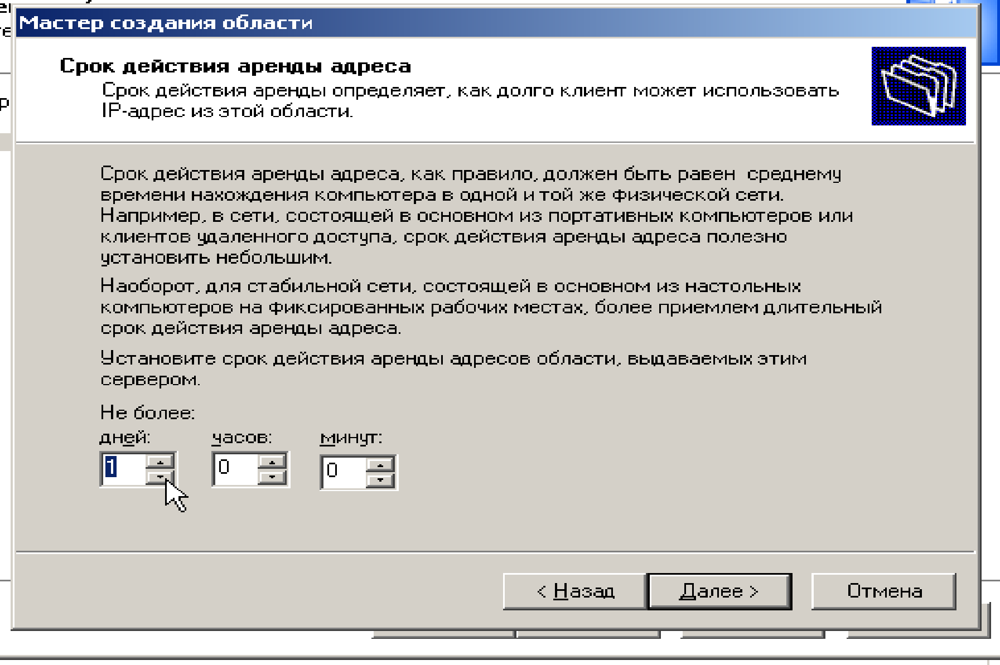 Мастер создания области
Срок действия аренды адреса
Срок действия аренды определяет, как долго клиент может использовать
IP-адрес из этой области.
Срок действия аренды адреса, как правило, должен быть равен среднему
времени нахождения компьютера в одной и той же физической сети.
Например, в сети, состоящей в основном из портативных компьютеров или
клиентов удаленного доступа, срок действия аренды адреса полезно
установить небольшим.
Наоборот, для стабильной сети, состоящей в основном из настольных
компьютеров на фиксированных рабочих местах, более приемлем длительный
срок действия аренды адреса.
Установите срок действия аренды адресов области, выдаваемых этим
сервером.
Не более:
дней: часов: минут:
1 0 0
< Назад Далее > Отмена